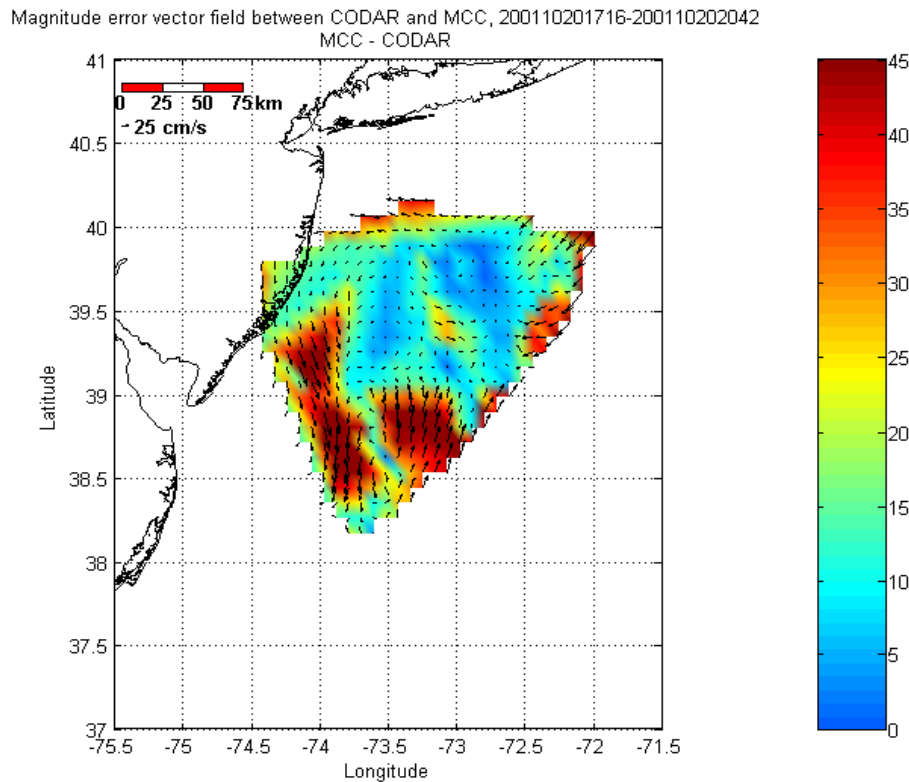 Magnitude error vector field between CODAR and MCC, 200110201716-200110202042
MCC - CODAR
41
40.5
40
39.5
39
38.5
38
37.5
37
Latitude
0 25 50 75km
25 cm/s
-75.5 -75 -74.5 -74 -73.5 -73 -72.5 -72 -71.5
Longitude
45
40
35
30
25
20
15
10
5
0